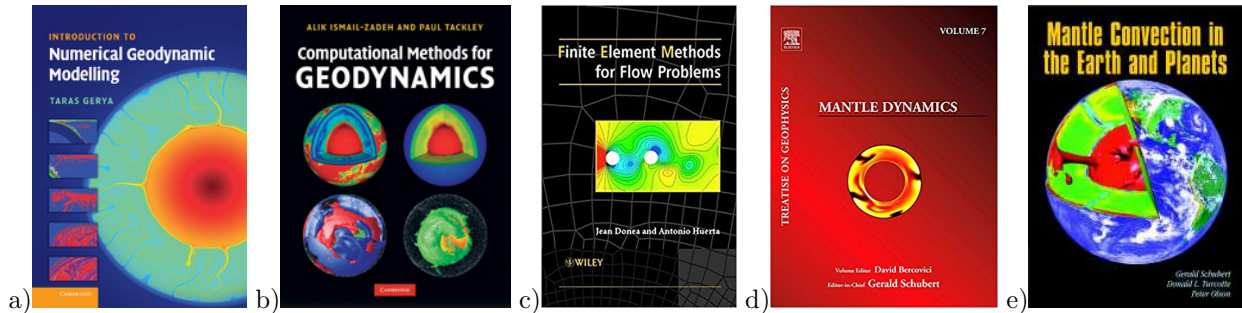 a)
INTRODUCTION TO
Numerical Geodynamic
Modelling
TARAS GERYA
CAMBRIDGE
b)
ALIK ISMAIL-ZADEH AND PAUL TACKLEY
Computational Methods for
GEODYNAMICS
CAMBRIDGE
c)
Finite Element Methods
for Flow Problems
Jean Donea and Antonio Huerta
WILEY
d)
ELSEVIER
VOLUME 7
TREATISE ON GEOPHYSICS
MANTLE DYNAMICS
Volume Editor David Bercovici
Editor-in-Chief Gerald Schubert
e)
Mantle Convection in
the Earth and Planets
Gerald Schubert
Donald L. Turcotte
Peter Olson